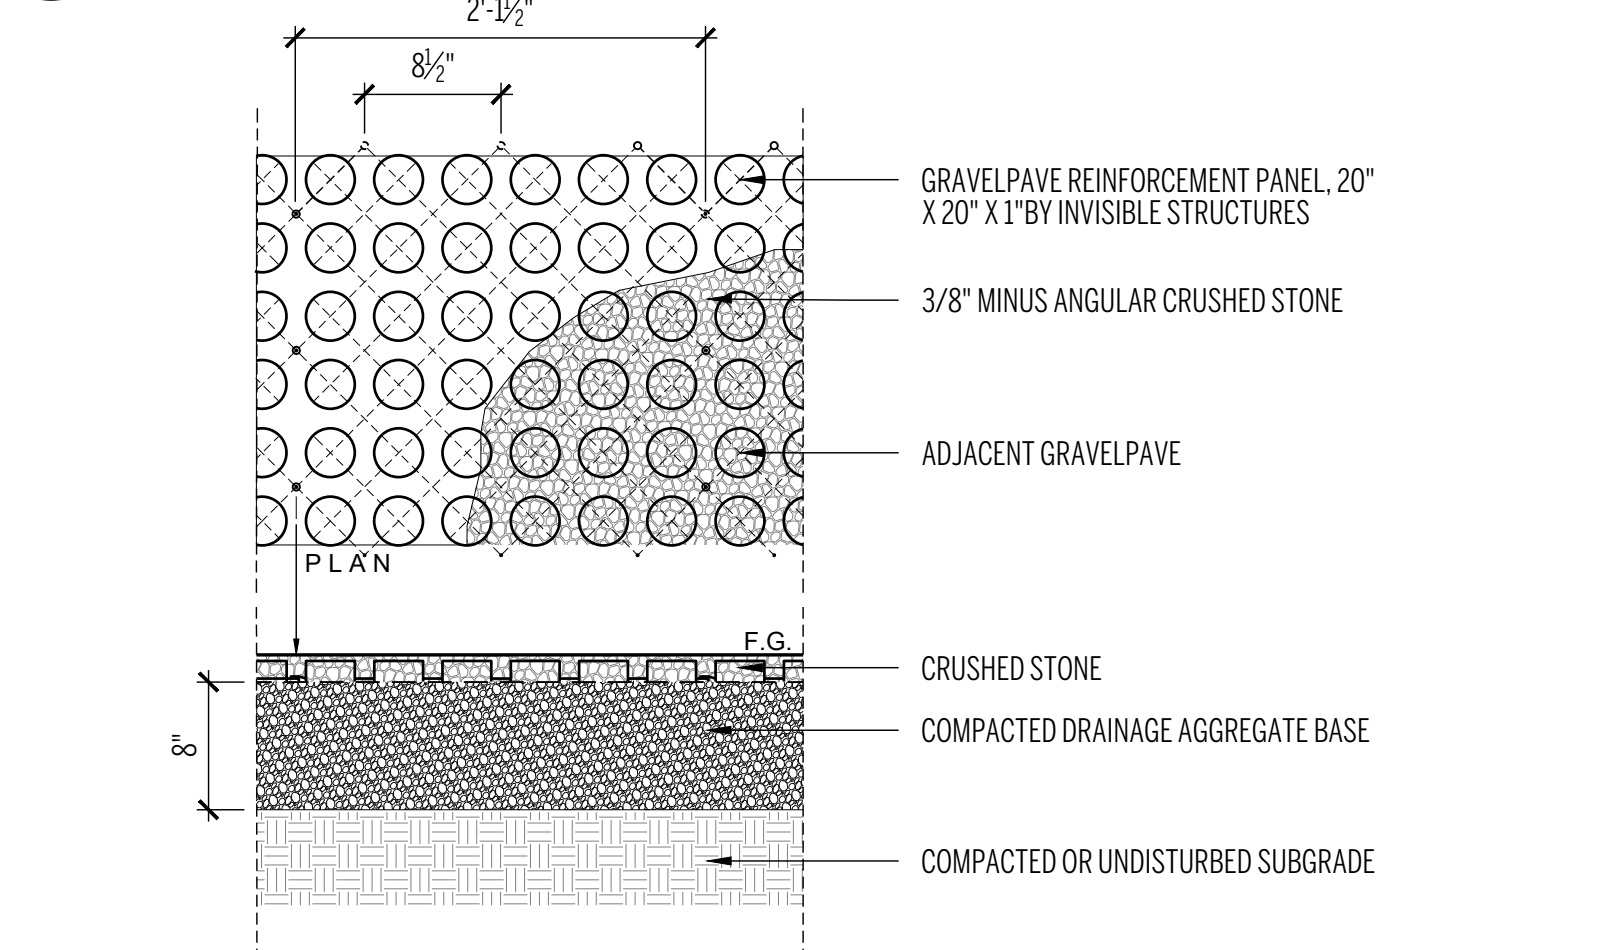 2'-1½"
8½"
GRAVELPAVE REINFORCEMENT PANEL, 20"
X 20" X 1"BY INVISIBLE STRUCTURES
3/8" MINUS ANGULAR CRUSHED STONE
ADJACENT GRAVELPAVE
PLAN
F.G.
CRUSHED STONE
8"
COMPACTED DRAINAGE AGGREGATE BASE
COMPACTED OR UNDISTURBED SUBGRADE